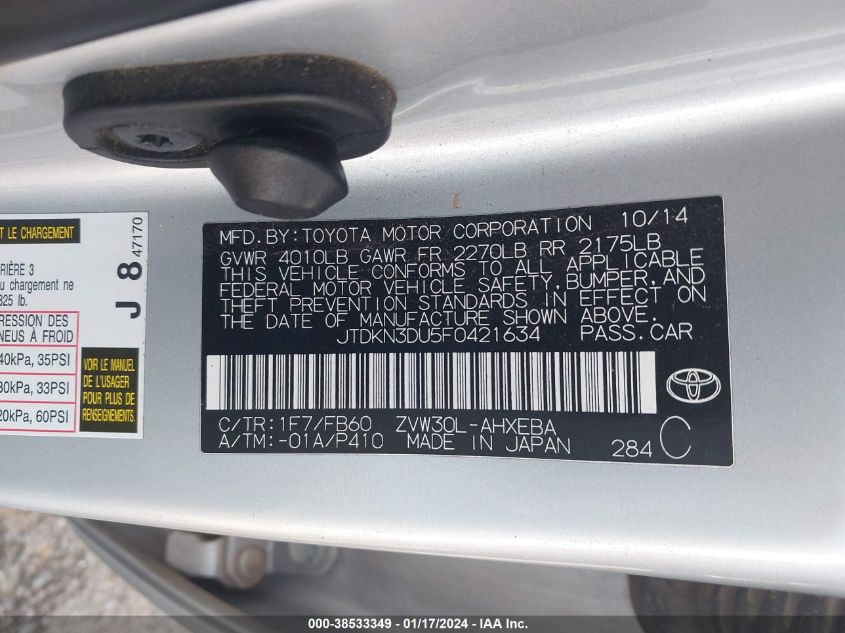 MFD.BY:TOYOTA MOTOR CORPORATION 10/14
GVWR 4010LB GAWR FR 2270LB RR 2175LB
THIS VEHICLE CONFORMS TO ALL APPLICABLE
FEDERAL MOTOR VEHICLE SAFETY,BUMPER,AND
THEFT PREVENTION STANDARDS IN EFFECT ON
THE DATE OF MANUFACTURE SHOWN ABOVE.
JTDKN3DU5F0421634 PASS.CAR
C/TR:1F7/FB60 ZVW30L-AHXEBA
A/TM:-01A/P410 MADE IN JAPAN 284 C
ET LE CHARGEMENT
RIÈRE 3
u chargement ne
325 lb.
RESSION DES
NEUS À FROID
40kPa, 35PSI
30kPa, 33PSI
20kPa, 60PSI
VOIR LE MANUEL
DE L'USAGER
POUR PLUS DE
RENSEIGNEMENTS
J 8 47170
000-38533349 - 01/17/2024 - IAA Inc.